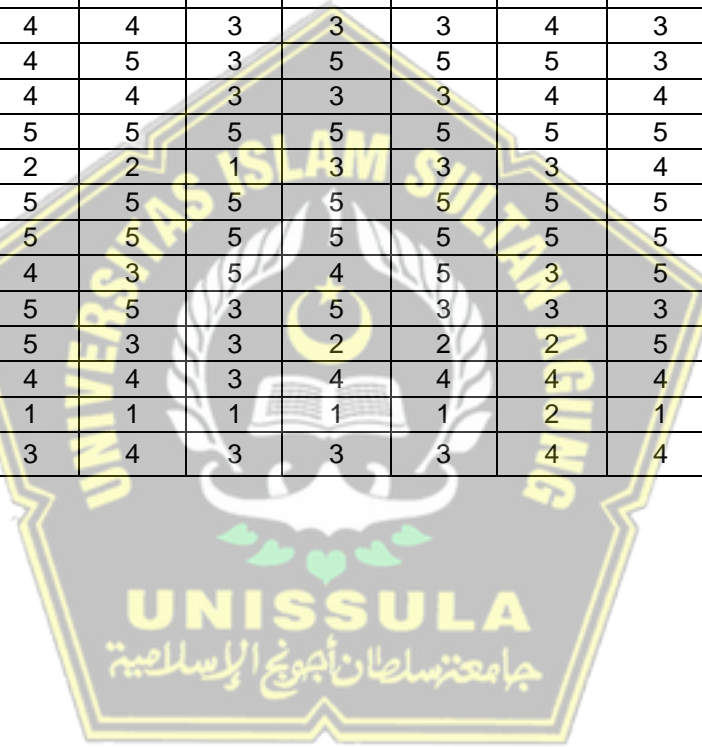 4 4 3 3 3 4 3
4 5 3 5 5 5 3
4 4 3 3 3 4 4
5 5 5 5 5 5 5
2 2 1 3 3 3 4
5 5 5 5 5 5 5
5 5 5 5 5 5 5
4 3 5 4 5 3 5
5 5 3 5 3 3 3
5 3 3 2 2 2 5
4 4 3 4 4 4 4
1 1 1 1 1 2 1
3 4 3 3 3 4 4
UNIVERSITAS ISLAM SULTAN AGUNG
UNISSULA
جامعة سلطان أجونج الإسلامية